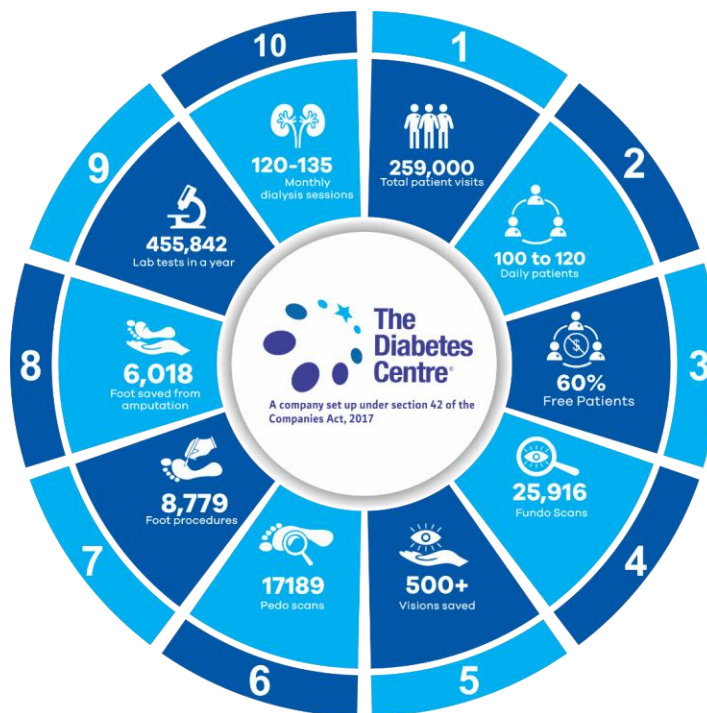 1
259,000
Total patient visits
2
100 to 120
Daily patients
3
60%
Free Patients
4
25,916
Fundo Scans
5
500+
Visions saved
6
17189
Pedo scans
7
8,779
Foot procedures
8
6,018
Foot saved from
amputation
9
455,842
Lab tests in a year
10
120-135
Monthly
dialysis sessions
The
Diabetes
Centre®
A company set up under section 42 of the
Companies Act, 2017